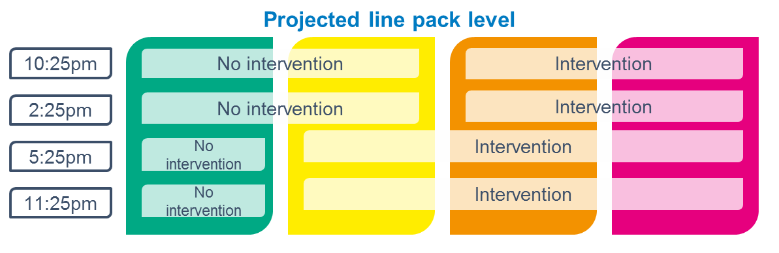 Projected line pack level
10:25pm
No intervention
Intervention
2:25pm
No intervention
Intervention
5:25pm
No
intervention
Intervention
11:25pm
No
intervention
Intervention